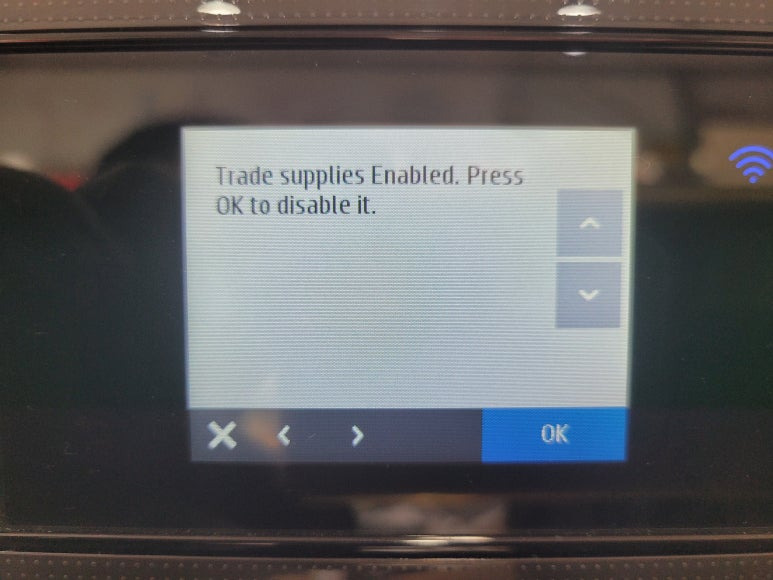 Trade supplies Enabled. Press
OK to disable it.
OK